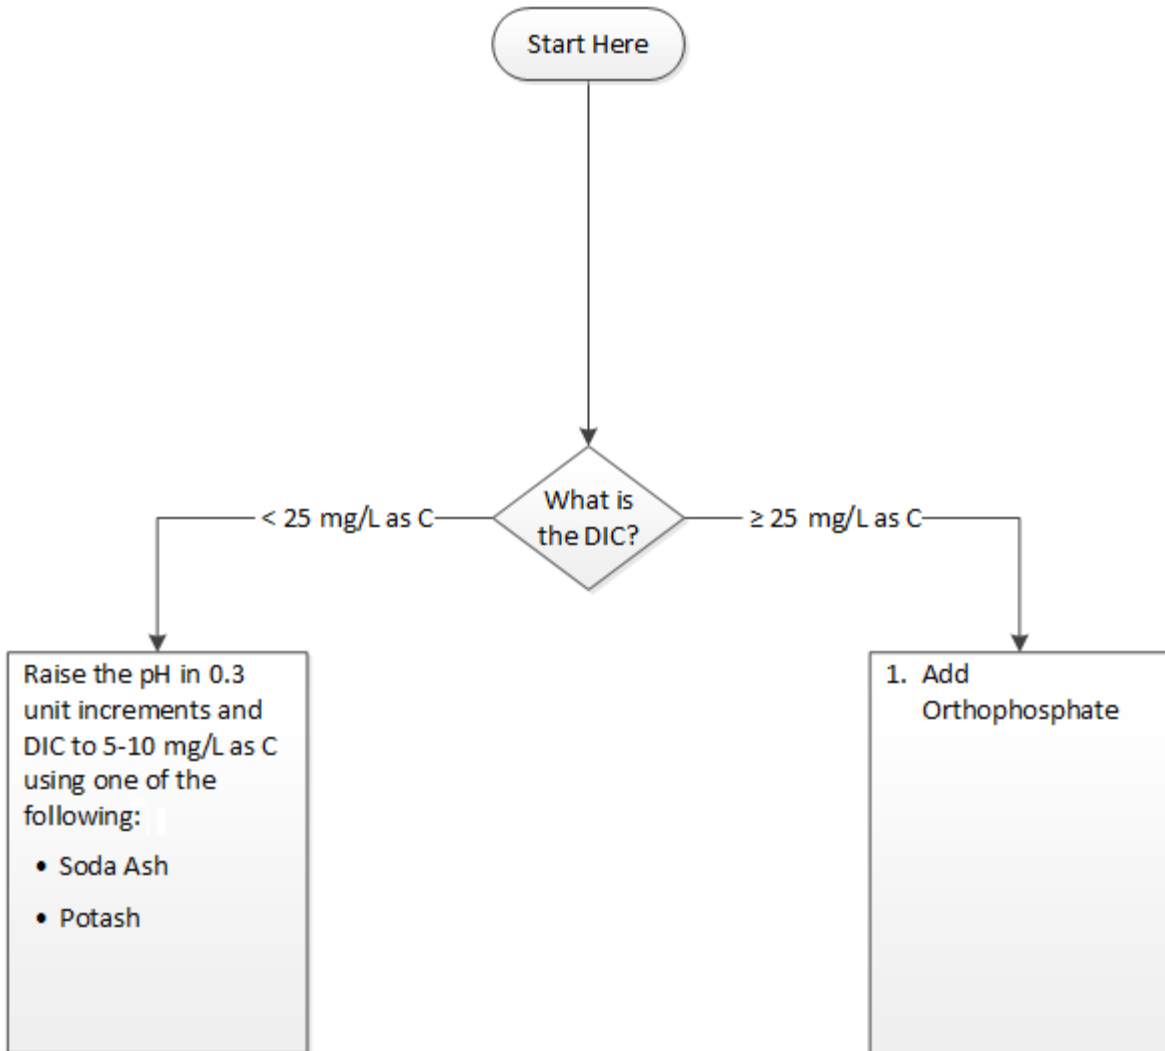 Start Here
What is
the DIC?
< 25 mg/L as C
≥ 25 mg/L as C
Raise the pH in 0.3
unit increments and
DIC to 5-10 mg/L as C
using one of the
following:
• Soda Ash
• Potash
1. Add
Orthophosphate